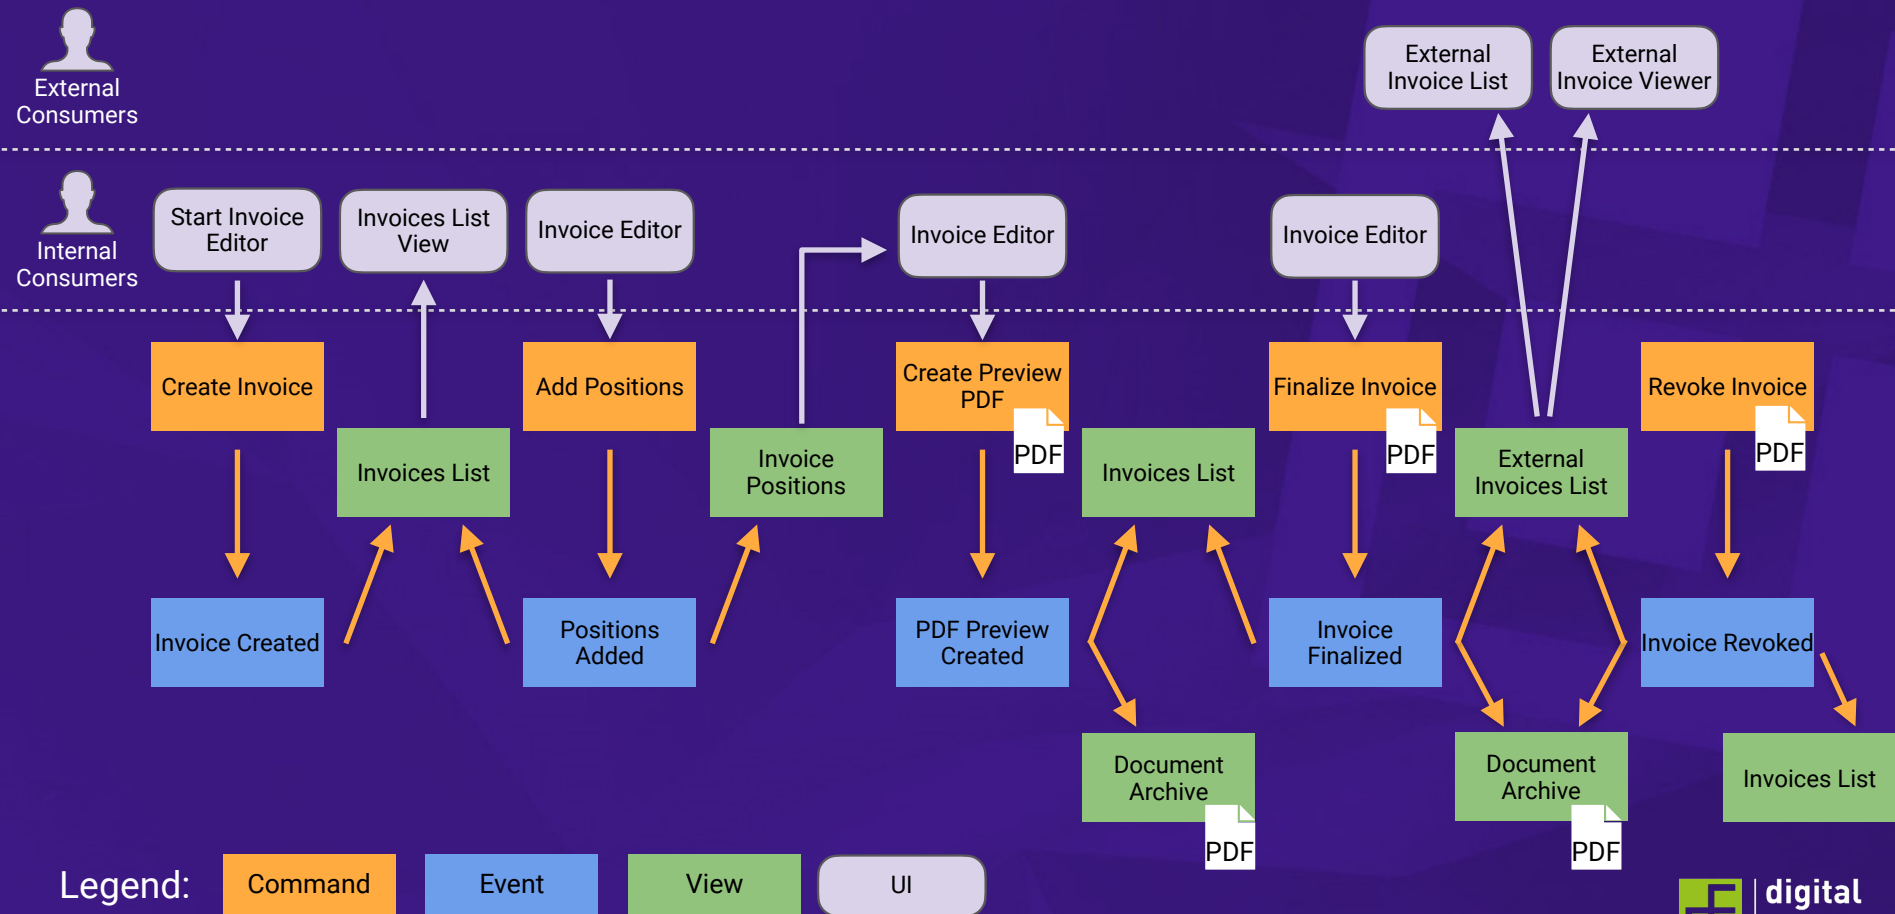 External
Consumers
External
Invoice List
External
Invoice Viewer
Internal
Consumers
Start Invoice
Editor
Invoices List
View
Invoice Editor
Invoice Editor
Invoice Editor
Create Invoice
Add Positions
Create Preview
PDF
PDF
Finalize Invoice
PDF
Revoke Invoice
PDF
Invoices List
Invoice
Positions
Invoices List
External
Invoices List
Invoice Created
Positions
Added
PDF Preview
Created
Invoice
Finalized
Invoice Revoked
Document
Archive
PDF
Document
Archive
PDF
Invoices List
Legend:
Command
Event
View
UI
digital